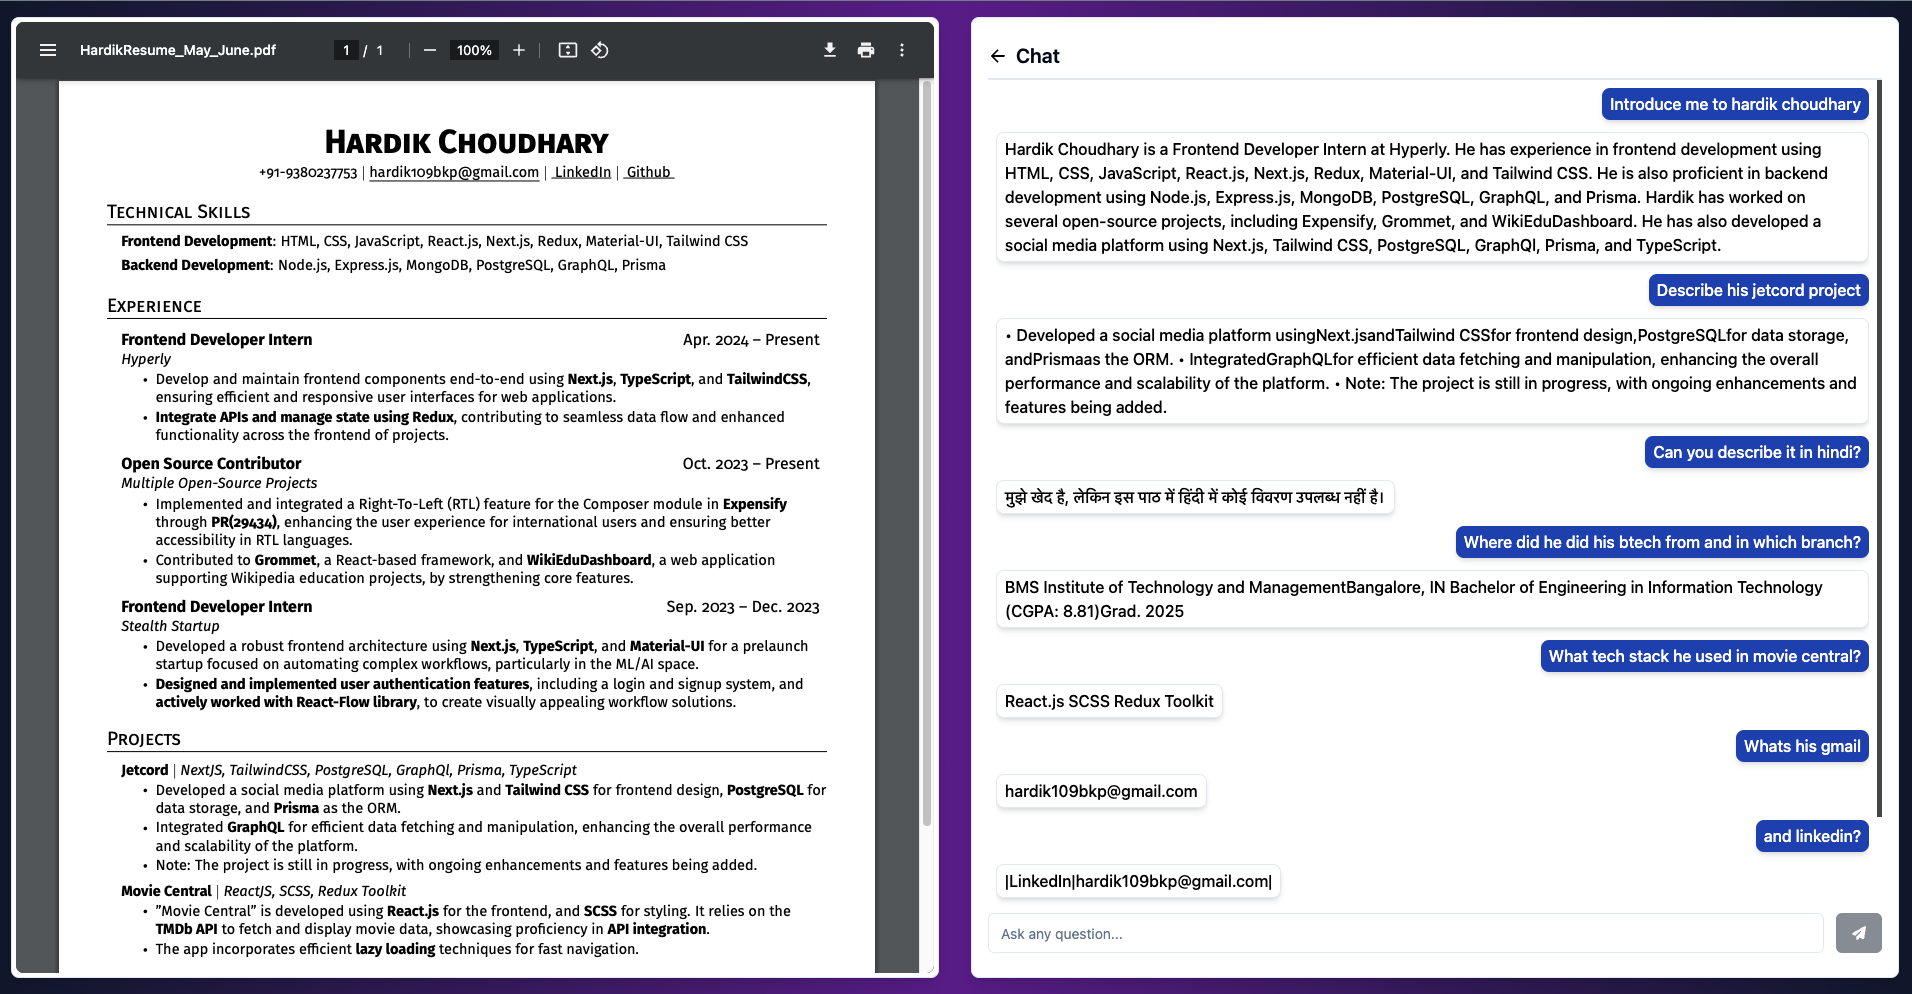 HardikResume_May_June.pdf
1 / 1
100%
HARDIK CHOUDHARY
+91-9380237753 | hardik109bkp@gmail.com | LinkedIn | Github
TECHNICAL SKILLS
Frontend Development: HTML, CSS, JavaScript, React.js, Next.js, Redux, Material-UI, Tailwind CSS
Backend Development: Node.js, Express.js, MongoDB, PostgreSQL, GraphQL, Prisma
EXPERIENCE
Frontend Developer Intern Apr. 2024 – Present
Hyperly
• Develop and maintain frontend components end-to-end using Next.js, TypeScript, and TailwindCSS,
ensuring efficient and responsive user interfaces for web applications.
• Integrate APIs and manage state using Redux, contributing to seamless data flow and enhanced
functionality across the frontend of projects.
Open Source Contributor Oct. 2023 – Present
Multiple Open-Source Projects
• Implemented and integrated a Right-To-Left (RTL) feature for the Composer module in Expensify
through PR(29434), enhancing the user experience for international users and ensuring better
accessibility in RTL languages.
• Contributed to Grommet, a React-based framework, and WikiEduDashboard, a web application
supporting Wikipedia education projects, by strengthening core features.
Frontend Developer Intern Sep. 2023 – Dec. 2023
Stealth Startup
• Developed a robust frontend architecture using Next.js, TypeScript, and Material-UI for a prelaunch
startup focused on automating complex workflows, particularly in the ML/AI space.
• Designed and implemented user authentication features, including a login and signup system, and
actively worked with React-Flow library, to create visually appealing workflow solutions.
PROJECTS
Jetcord | NextJS, TailwindCSS, PostgreSQL, GraphQl, Prisma, TypeScript
• Developed a social media platform using Next.js and Tailwind CSS for frontend design, PostgreSQL for
data storage, and Prisma as the ORM.
• Integrated GraphQL for efficient data fetching and manipulation, enhancing the overall performance
and scalability of the platform.
• Note: The project is still in progress, with ongoing enhancements and features being added.
Movie Central | ReactJS, SCSS, Redux Toolkit
• ”Movie Central” is developed using React.js for the frontend, and SCSS for styling. It relies on the
TMDb API to fetch and display movie data, showcasing proficiency in API integration.
• The app incorporates efficient lazy loading techniques for fast navigation.
Chat
Introduce me to hardik choudhary
Hardik Choudhary is a Frontend Developer Intern at Hyperly. He has experience in frontend development using
HTML, CSS, JavaScript, React.js, Next.js, Redux, Material-UI, and Tailwind CSS. He is also proficient in backend
development using Node.js, Express.js, MongoDB, PostgreSQL, GraphQL, and Prisma. Hardik has worked on
several open-source projects, including Expensify, Grommet, and WikiEduDashboard. He has also developed a
social media platform using Next.js, Tailwind CSS, PostgreSQL, GraphQl, Prisma, and TypeScript.
Describe his jetcord project
• Developed a social media platform usingNext.jsandTailwind CSSfor frontend design,PostgreSQLfor data storage,
andPrismaas the ORM. • IntegratedGraphQLfor efficient data fetching and manipulation, enhancing the overall
performance and scalability of the platform. • Note: The project is still in progress, with ongoing enhancements and
features being added.
Can you describe it in hindi?
मुझे खेद है, लेकिन इस पाठ में हिंदी में कोई विवरण उपलब्ध नहीं है।
Where did he did his btech from and in which branch?
BMS Institute of Technology and ManagementBangalore, IN Bachelor of Engineering in Information Technology
(CGPA: 8.81)Grad. 2025
What tech stack he used in movie central?
React.js SCSS Redux Toolkit
Whats his gmail
hardik109bkp@gmail.com
and linkedin?
|LinkedIn|hardik109bkp@gmail.com|
Ask any question...